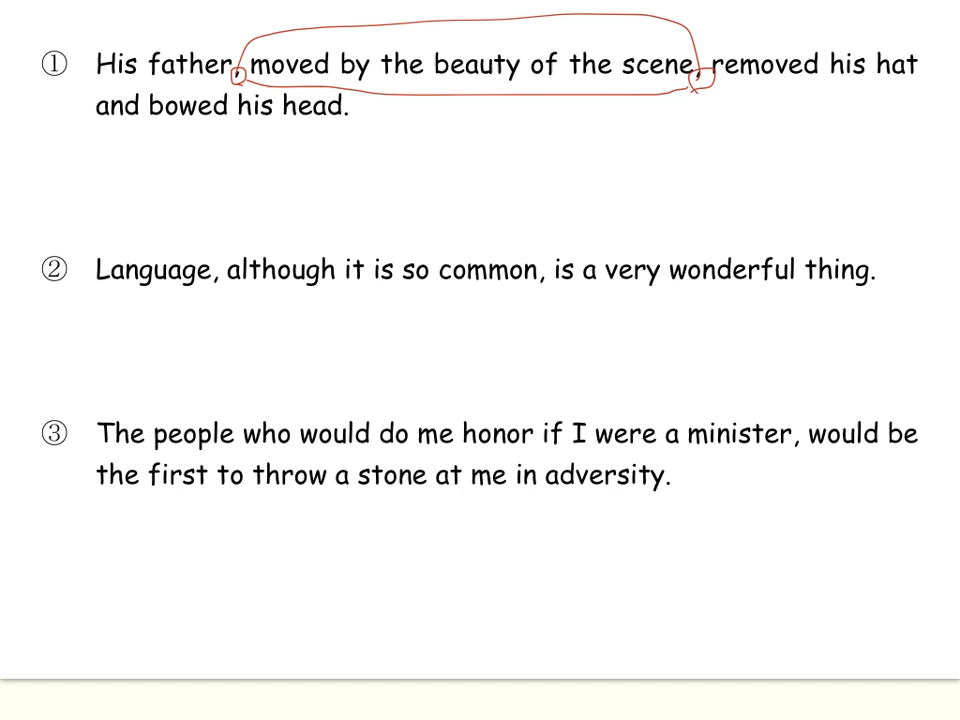 ① His father, moved by the beauty of the scene, removed his hat
and bowed his head.
② Language, although it is so common, is a very wonderful thing.
③ The people who would do me honor if I were a minister, would be
the first to throw a stone at me in adversity.